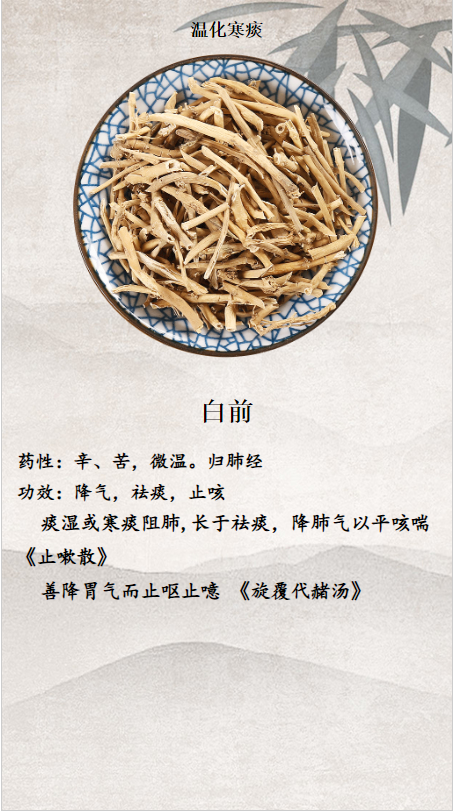 温化寒痰
白前
药性：辛、苦，微温。归肺经
功效：降气，祛痰，止咳
痰湿或寒痰阻肺,长于祛痰，降肺气以平咳喘
《止嗽散》
善降胃气而止呕止噫 《旋覆代赭汤》